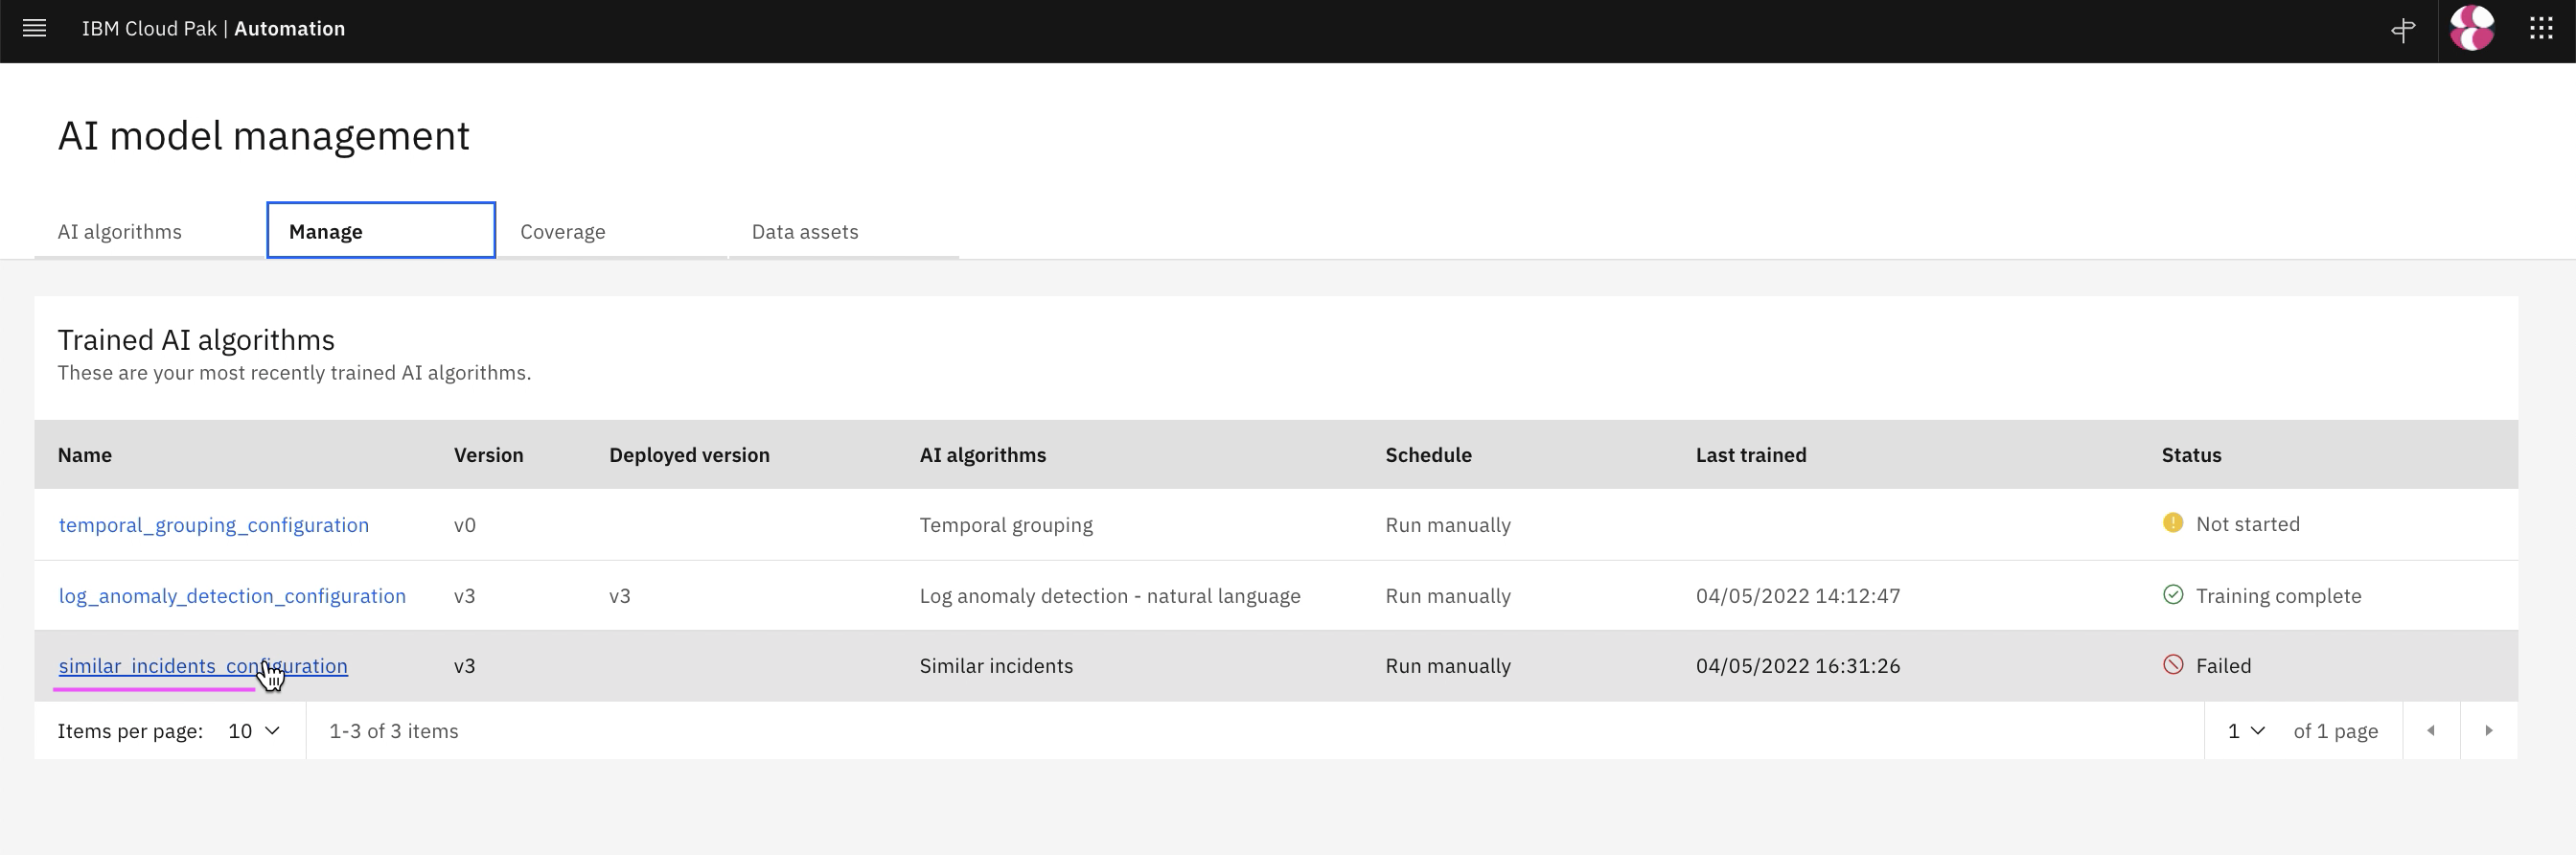 IBM Cloud Pak | Automation
AI model management
AI algorithms Manage Coverage Data assets
Trained AI algorithms
These are your most recently trained AI algorithms.
Name Version Deployed version AI algorithms Schedule Last trained Status
temporal_grouping_configuration v0 Temporal grouping Run manually Not started
log_anomaly_detection_configuration v3 v3 Log anomaly detection - natural language Run manually 04/05/2022 14:12:47 Training complete
similar_incidents_configuration v3 Similar incidents Run manually 04/05/2022 16:31:26 Failed
Items per page: 10 1-3 of 3 items 1 of 1 page